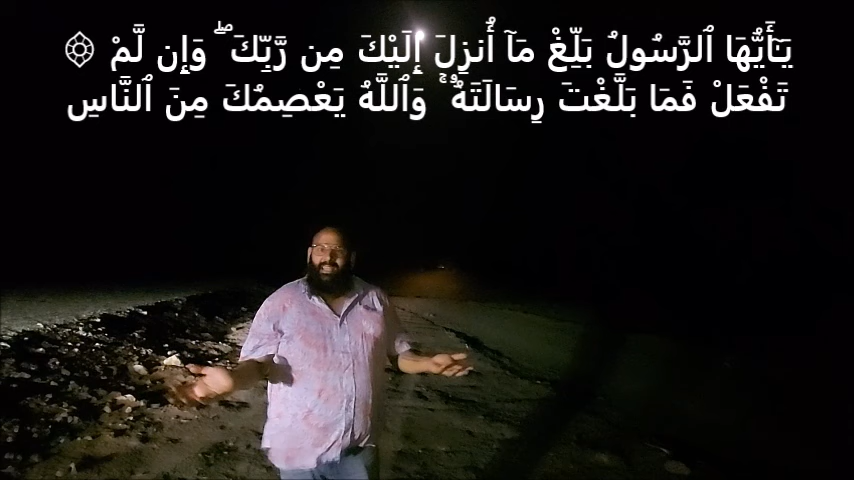 يَـٰٓأَيُّهَا ٱلرَّسُولُ بَلِّغْ مَآ أُنزِلَ إِلَيْكَ مِن رَّبِّكَ ۖ وَإِن لَّمْ ۞
تَفْعَلْ فَمَا بَلَّغْتَ رِسَالَتَهُۥ ۚ وَٱللَّهُ يَعْصِمُكَ مِنَ ٱلنَّاسِ